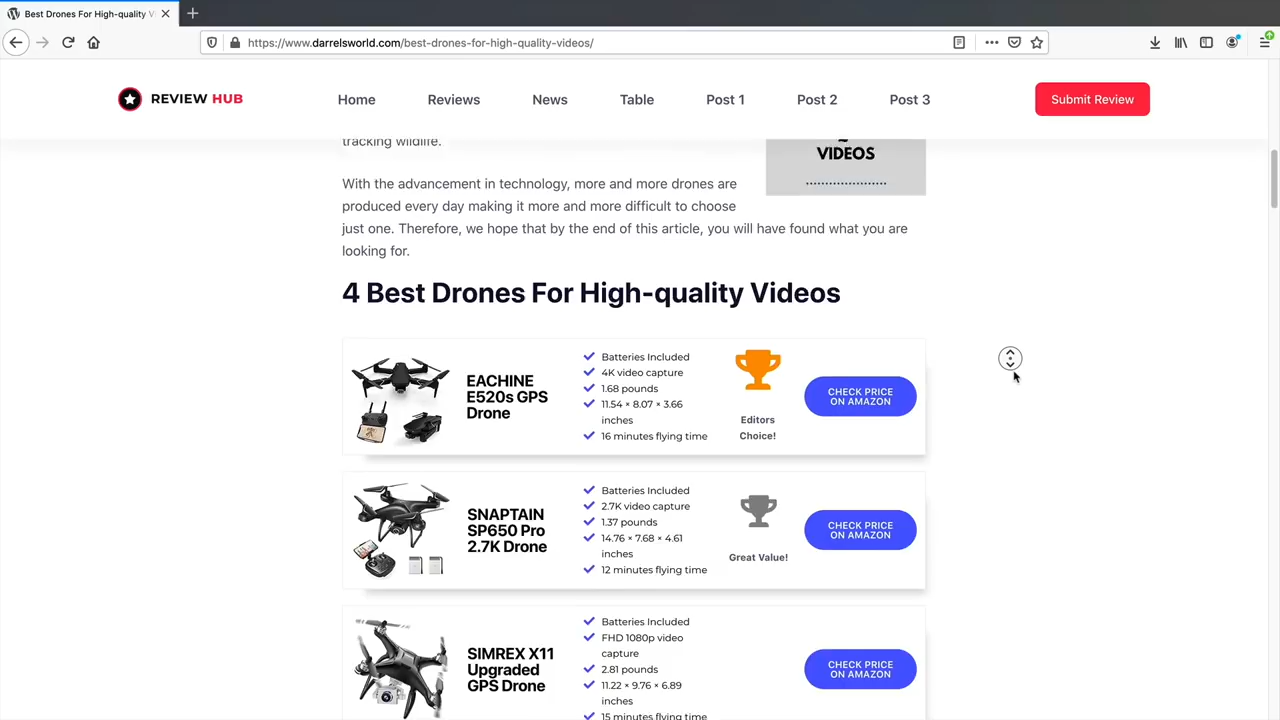 Best Drones For High-quality Vi
https://www.darrelsworld.com/best-drones-for-high-quality-videos/
REVIEW HUB
Home
Reviews
News
Table
Post 1
Post 2
Post 3
Submit Review
tracking wildlife.
VIDEOS
With the advancement in technology, more and more drones are
produced every day making it more and more difficult to choose
just one. Therefore, we hope that by the end of this article, you will have found what you are
looking for.
4 Best Drones For High-quality Videos
EACHINE
E520s GPS
Drone
Batteries Included
4K video capture
1.68 pounds
11.54 × 8.07 × 3.66
inches
16 minutes flying time
Editors
Choice!
CHECK PRICE
ON AMAZON
SNAPTAIN
SP650 Pro
2.7K Drone
Batteries Included
2.7K video capture
1.37 pounds
14.76 × 7.68 × 4.61
inches
12 minutes flying time
Great Value!
CHECK PRICE
ON AMAZON
SIMREX X11
Upgraded
GPS Drone
Batteries Included
FHD 1080p video
capture
2.81 pounds
11.22 × 9.76 × 6.89
inches
15 minutes flying time
CHECK PRICE
ON AMAZON